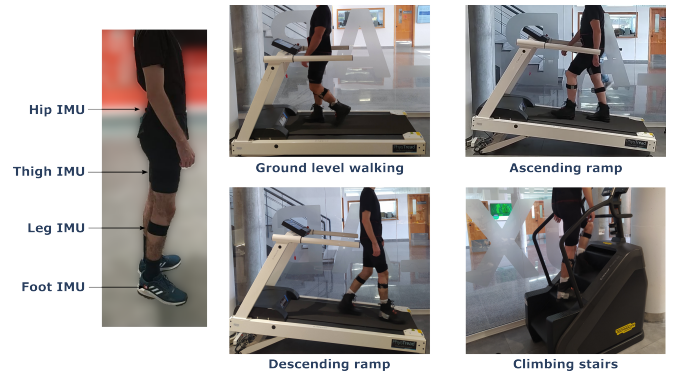 Hip IMU
Thigh IMU
Leg IMU
Foot IMU
Ground level walking
Ascending ramp
Descending ramp
Climbing stairs